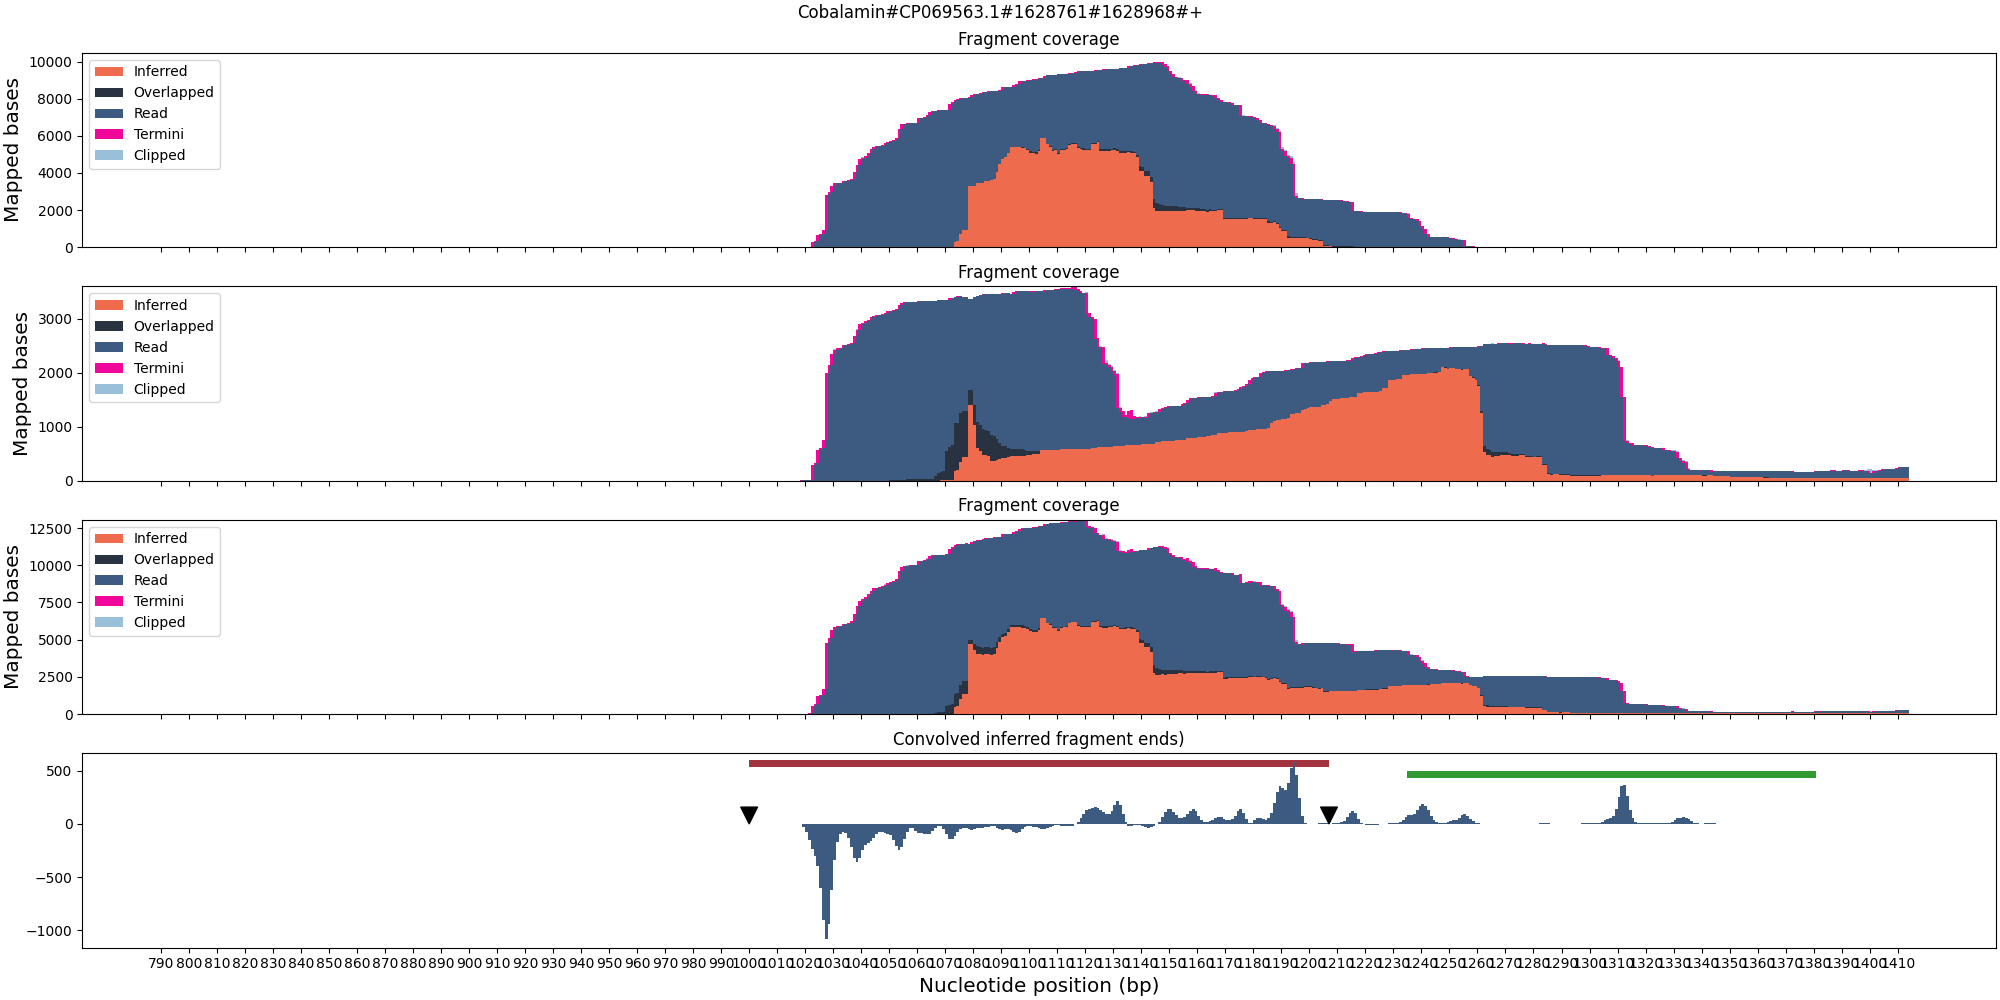 Cobalamin#CP069563.1#1628761#1628968#+
Fragment coverage
Mapped bases
10000
8000
6000
4000
2000
0
Inferred
Overlapped
Read
Termini
Clipped
Fragment coverage
Mapped bases
3000
2000
1000
0
Inferred
Overlapped
Read
Termini
Clipped
Fragment coverage
Mapped bases
12500
10000
7500
5000
2500
0
Inferred
Overlapped
Read
Termini
Clipped
Convolved inferred fragment ends)
500
0
−500
−1000
790 800 810 820 830 840 850 860 870 880 890 900 910 920 930 940 950 960 970 980 990 1000 1010 1020 1030 1040 1050 1060 1070 1080 1090 1100 1110 1120 1130 1140 1150 1160 1170 1180 1190 1200 1210 1220 1230 1240 1250 1260 1270 1280 1290 1300 1310 1320 1330 1340 1350 1360 1370 1380 1390 1400 1410
Nucleotide position (bp)